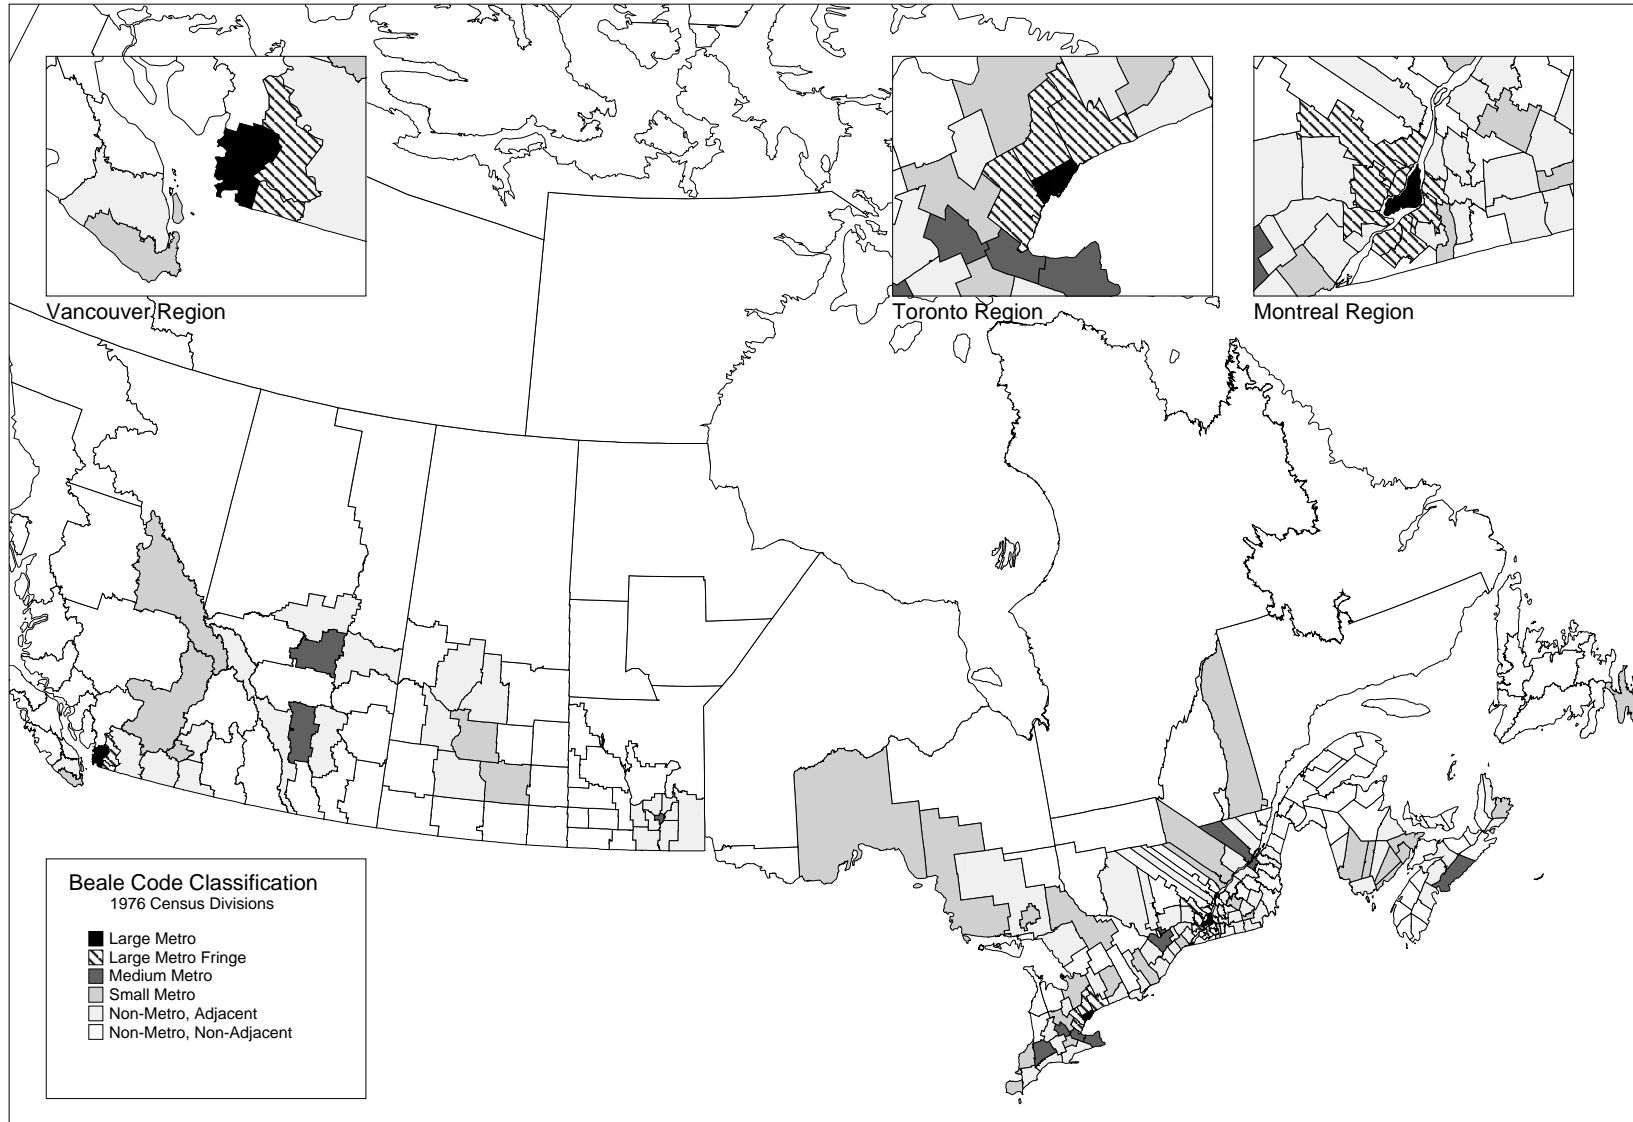 Vancouver Region
Toronto Region
Montreal Region
Beale Code Classification
1976 Census Divisions
Large Metro
Large Metro Fringe
Medium Metro
Small Metro
Non-Metro, Adjacent
Non-Metro, Non-Adjacent